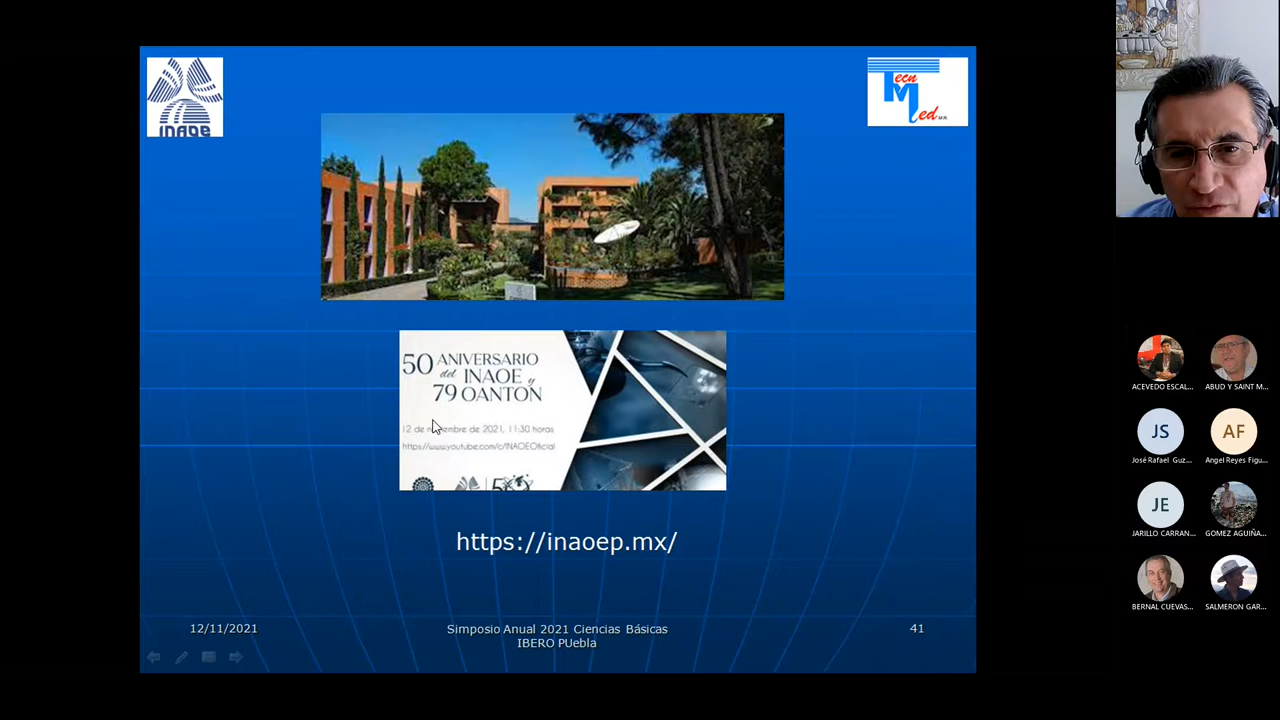 INAOE
Tecn
Med
50 ANIVERSARIO
del INAOE y
79 OANTON
12 de noviembre de 2021, 11:30 horas
https://www.youtube.com/c/INAOEOficial
50
https://inaoep.mx/
12/11/2021
Simposio Anual 2021 Ciencias Básicas
IBERO PUebla
41
ACEVEDO ESCAL...
ABUD Y SAINT M...
JS
AF
José Rafael Guz...
Angel Reyes Figu...
JE
JARILLO CARRAN...
GOMEZ AGUIÑA...
BERNAL CUEVAS...
SALMERON GAR...